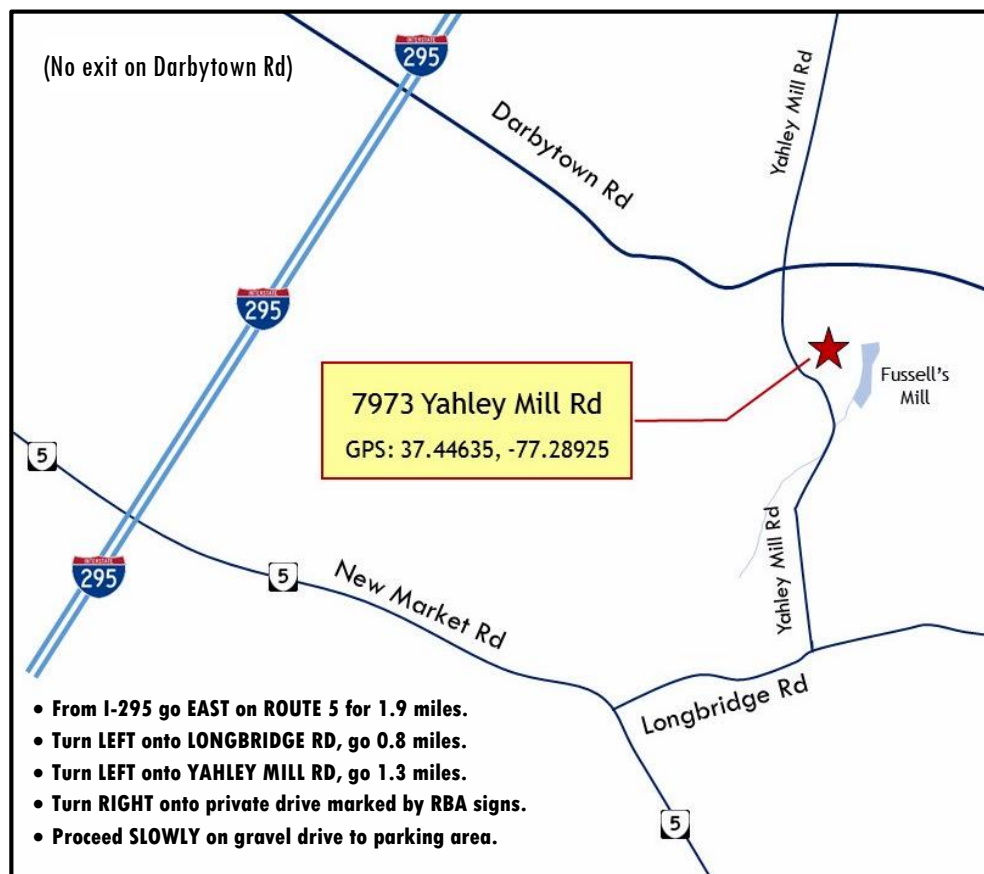 INTERSTATE
295
(No exit on Darbytown Rd)
Yahley Mill Rd
Darbytown Rd
INTERSTATE
295
7973 Yahley Mill Rd
GPS: 37.44635, -77.28925
Fussell's
Mill
5
Yahley Mill Rd
INTERSTATE
295
5
New Market Rd
Longbridge Rd
• From I-295 go EAST on ROUTE 5 for 1.9 miles.
• Turn LEFT onto LONGBRIDGE RD, go 0.8 miles.
• Turn LEFT onto YAHLEY MILL RD, go 1.3 miles.
• Turn RIGHT onto private drive marked by RBA signs.
• Proceed SLOWLY on gravel drive to parking area.
5